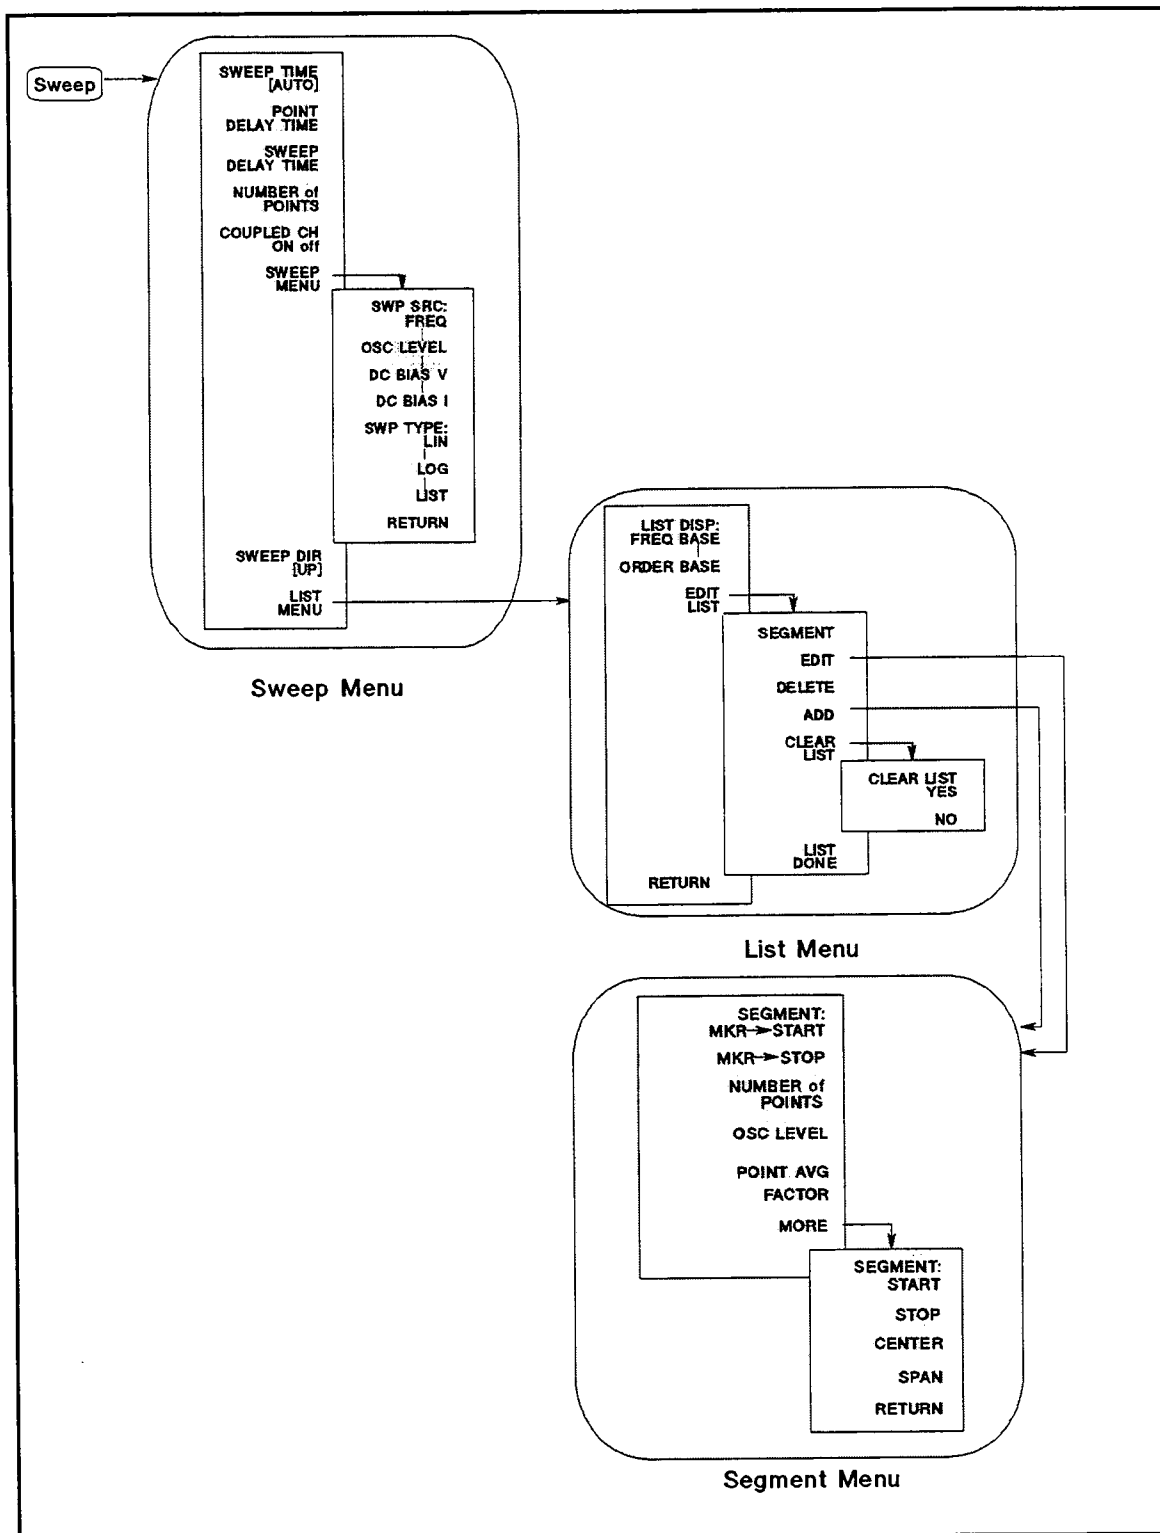 Sweep
SWEEP TIME
[AUTO]
POINT
DELAY TIME
SWEEP
DELAY TIME
NUMBER of
POINTS
COUPLED CH
ON off
SWEEP
MENU
SWP SRC:
FREQ
OSC LEVEL
DC BIAS V
DC BIAS I
SWP TYPE:
LIN
LOG
LIST
RETURN
SWEEP DIR
[UP]
LIST
MENU
Sweep Menu
LIST DISP:
FREQ BASE
ORDER BASE
EDIT
LIST
SEGMENT
EDIT
DELETE
ADD
CLEAR
LIST
CLEAR LIST
YES
NO
LIST
DONE
RETURN
List Menu
SEGMENT:
MKR→START
MKR→STOP
NUMBER of
POINTS
OSC LEVEL
POINT AVG
FACTOR
MORE
SEGMENT:
START
STOP
CENTER
SPAN
RETURN
Segment Menu